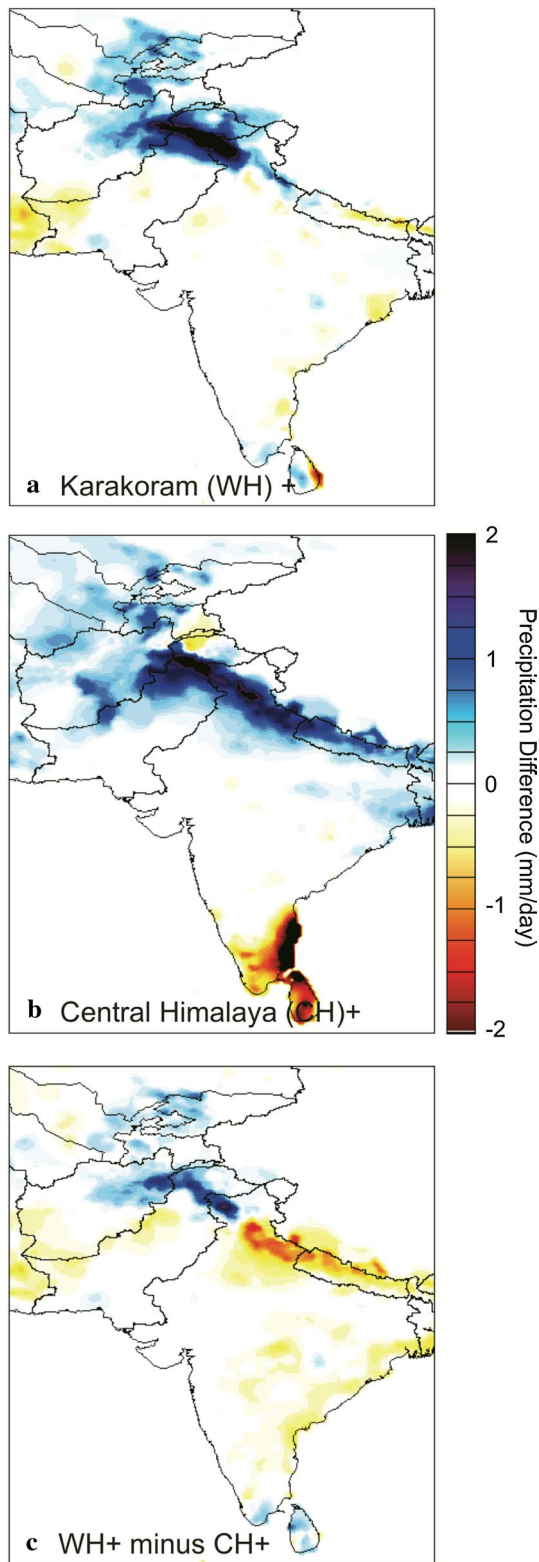 a Karakoram (WH) +
2
1
0
-1
-2
Precipitation Difference (mm/day)
b Central Himalaya (CH)+
c WH+ minus CH+